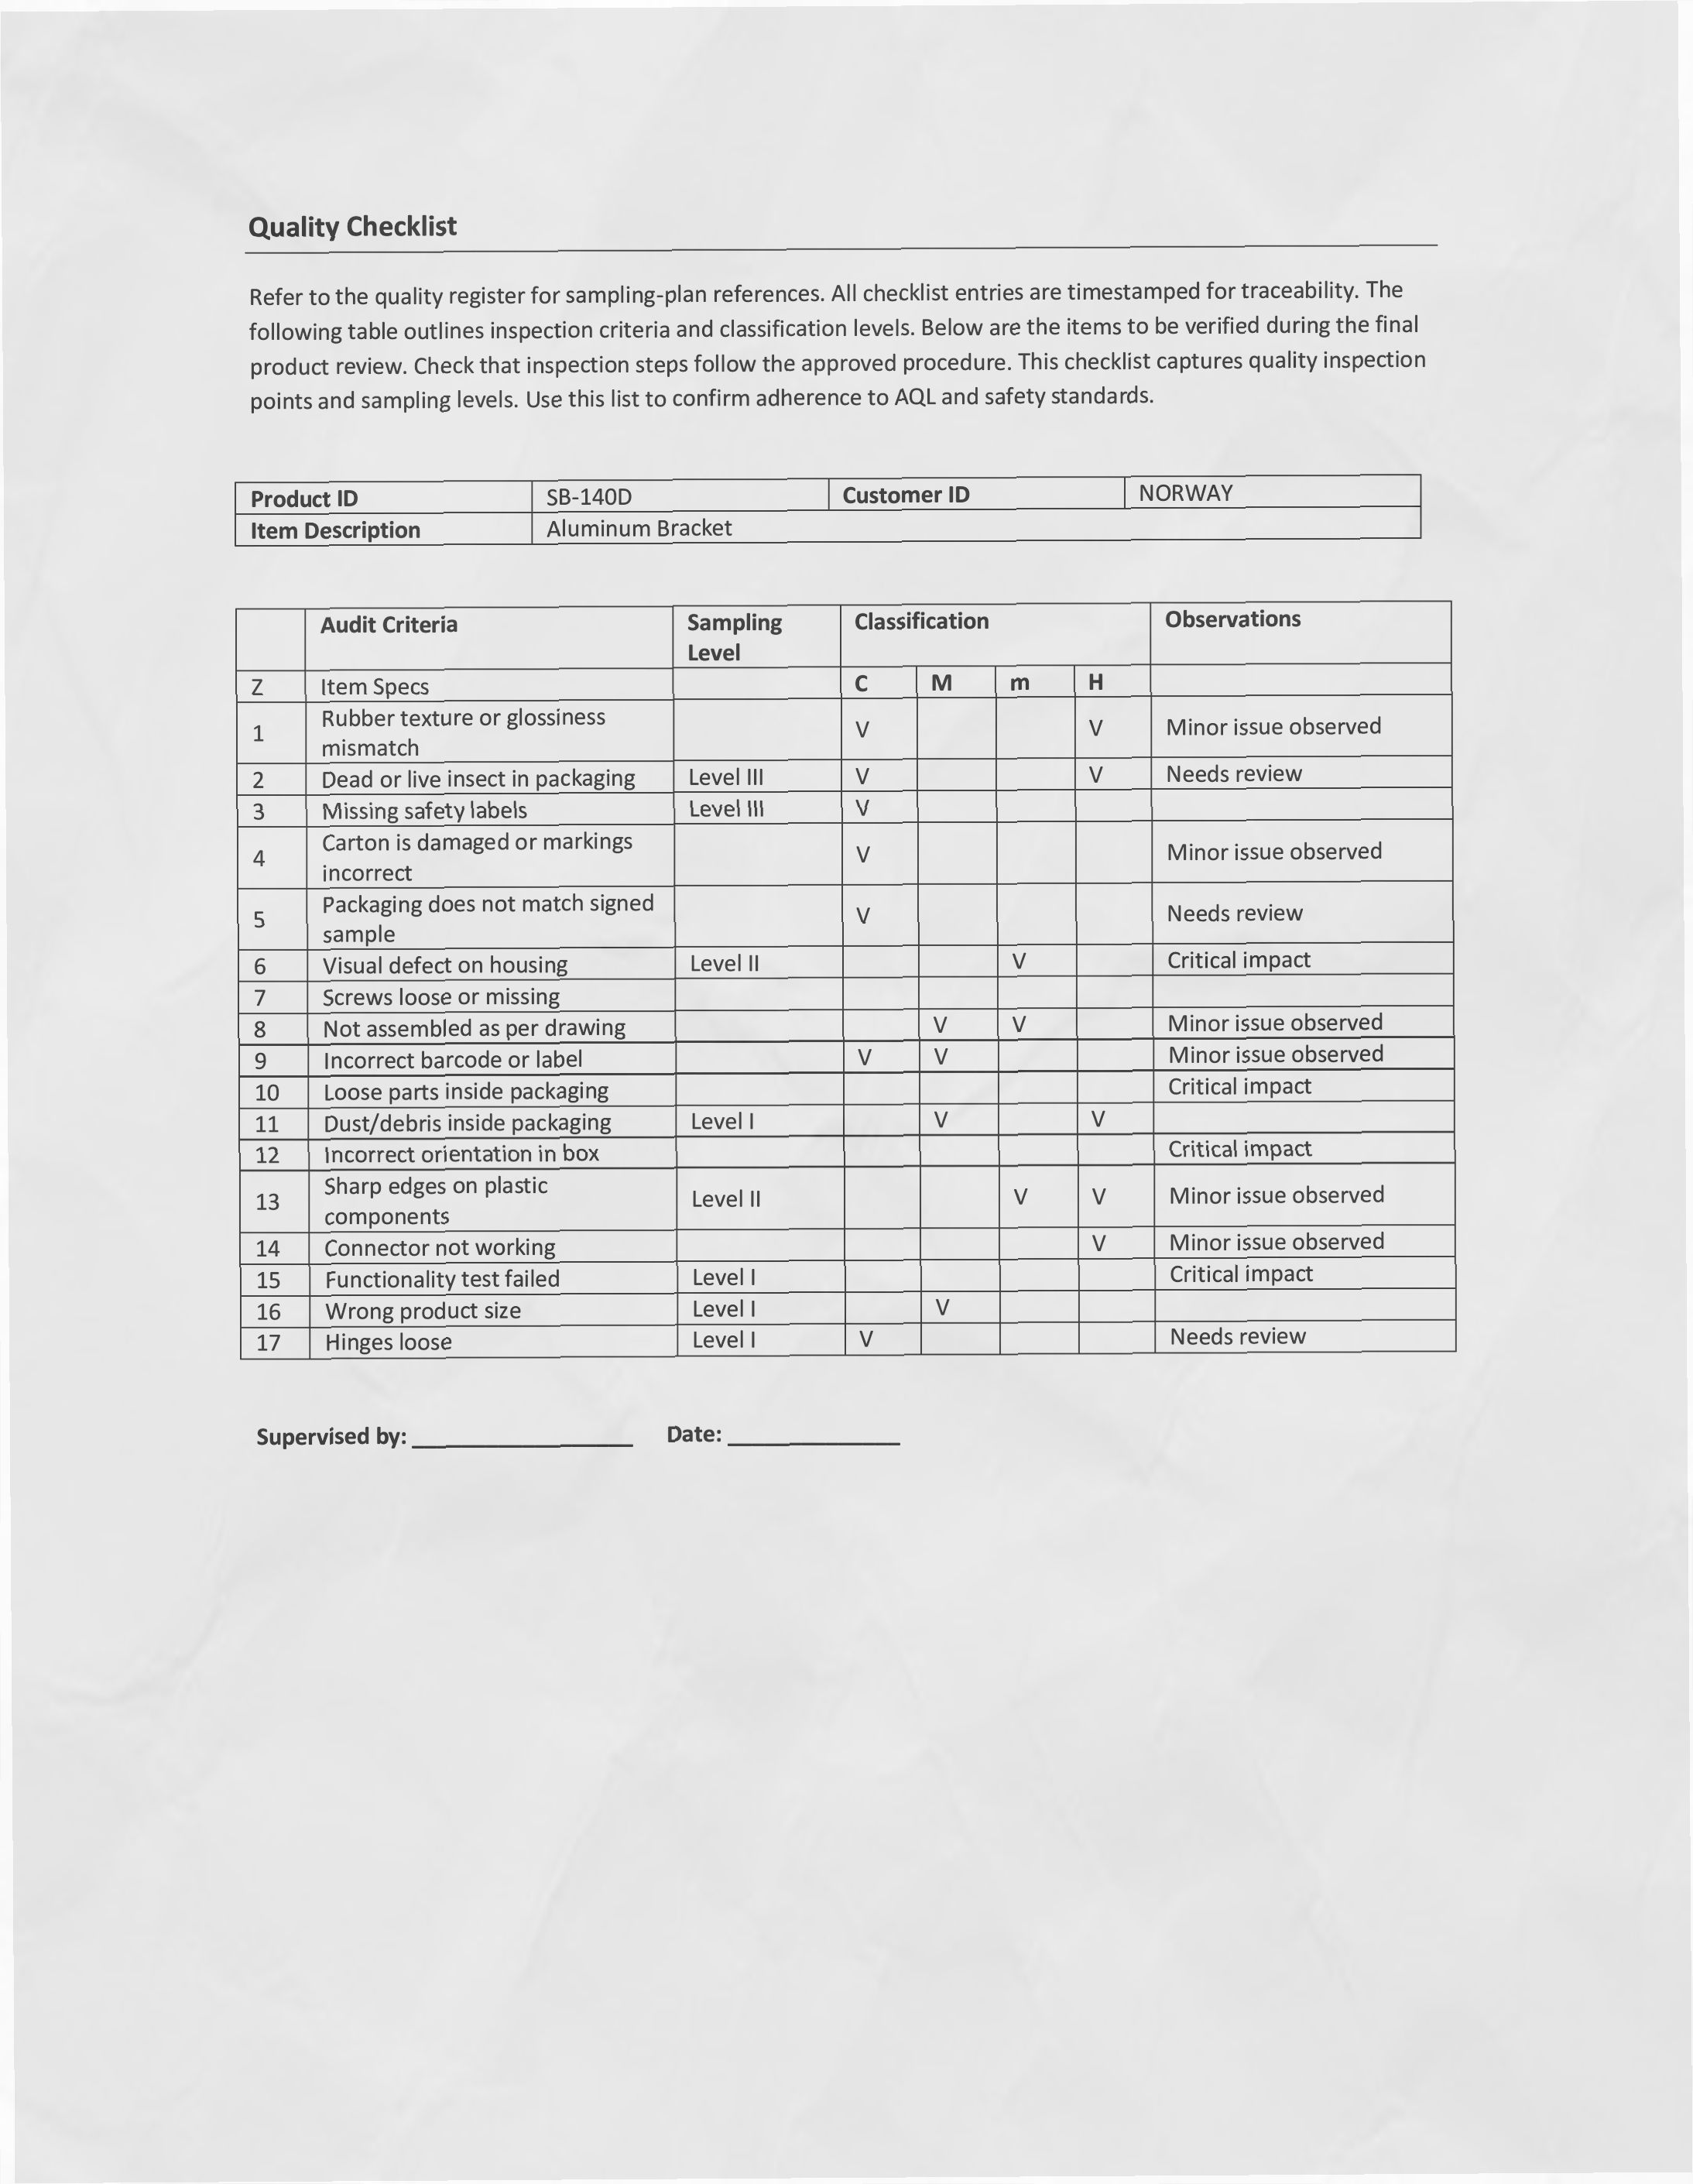 Quality Checklist
Refer to the quality register for sampling-plan references. All checklist entries are timestamped for traceability. The
following table outlines inspection criteria and classification levels. Below are the items to be verified during the final
product review. Check that inspection steps follow the approved procedure. This checklist captures quality inspection
points and sampling levels. Use this list to confirm adherence to AQL and safety standards.
Product ID SB-140D Customer ID NORWAY
Item Description Aluminum Bracket
Audit Criteria Sampling Level Classification Observations
Z Item Specs C M m H
1 Rubber texture or glossiness mismatch V V Minor issue observed
2 Dead or live insect in packaging Level III V V Needs review
3 Missing safety labels Level III V
4 Carton is damaged or markings incorrect V Minor issue observed
5 Packaging does not match signed sample V Needs review
6 Visual defect on housing Level II V Critical impact
7 Screws loose or missing
8 Not assembled as per drawing V V Minor issue observed
9 Incorrect barcode or label V V Minor issue observed
10 Loose parts inside packaging Critical impact
11 Dust/debris inside packaging Level I V V
12 Incorrect orientation in box Critical impact
13 Sharp edges on plastic components Level II V V Minor issue observed
14 Connector not working V Minor issue observed
15 Functionality test failed Level I Critical impact
16 Wrong product size Level I V
17 Hinges loose Level I V Needs review
Supervised by: Date: